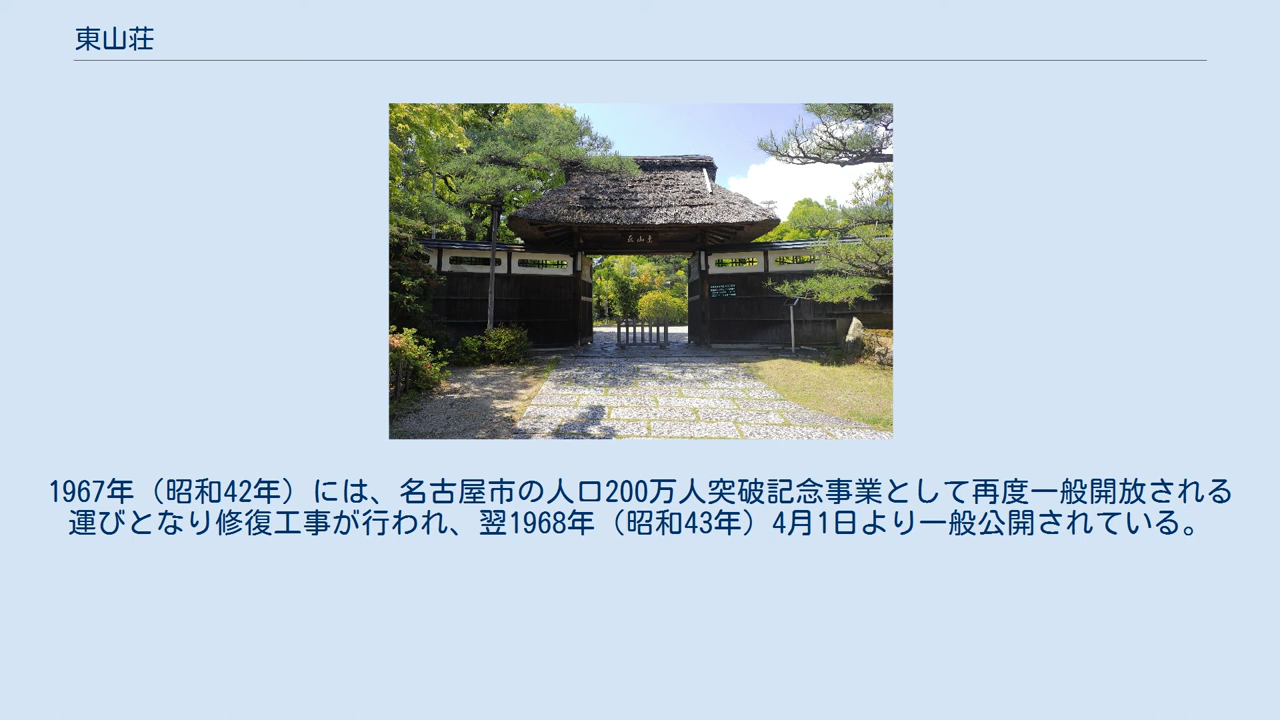 東山荘
荘山東
1967年（昭和42年）には、名古屋市の人口200万人突破記念事業として再度一般開放される
運びとなり修復工事が行われ、翌1968年（昭和43年）4月1日より一般公開されている。